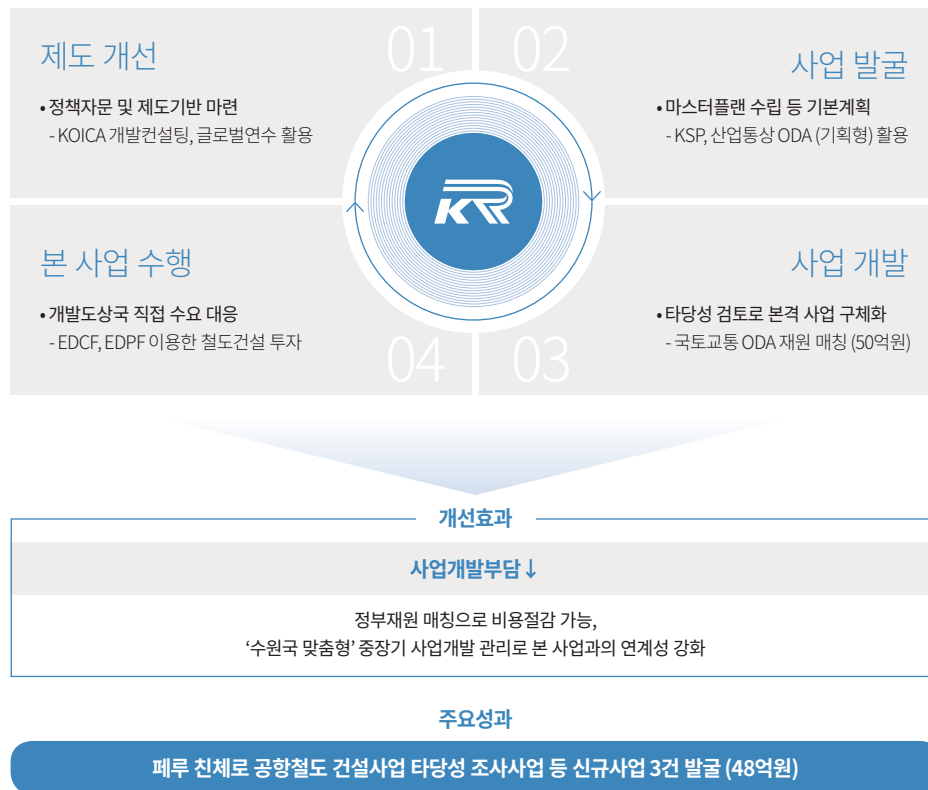 01
제도 개선
• 정책자문 및 제도기반 마련
- KOICA 개발컨설팅, 글로벌연수 활용
02
사업 발굴
• 마스터플랜 수립 등 기본계획
- KSP, 산업통상 ODA (기획형) 활용
KR
본 사업 수행
• 개발도상국 직접 수요 대응
- EDCF, EDPF 이용한 철도건설 투자
04
사업 개발
• 타당성 검토로 본격 사업 구체화
- 국토교통 ODA 재원 매칭 (50억원)
03
개선효과
사업개발부담↓
정부재원 매칭으로 비용절감 가능,
‘수원국 맞춤형’ 중장기 사업개발 관리로 본 사업과의 연계성 강화
주요성과
페루 친체로 공항철도 건설사업 타당성 조사사업 등 신규사업 3건 발굴 (48억원)